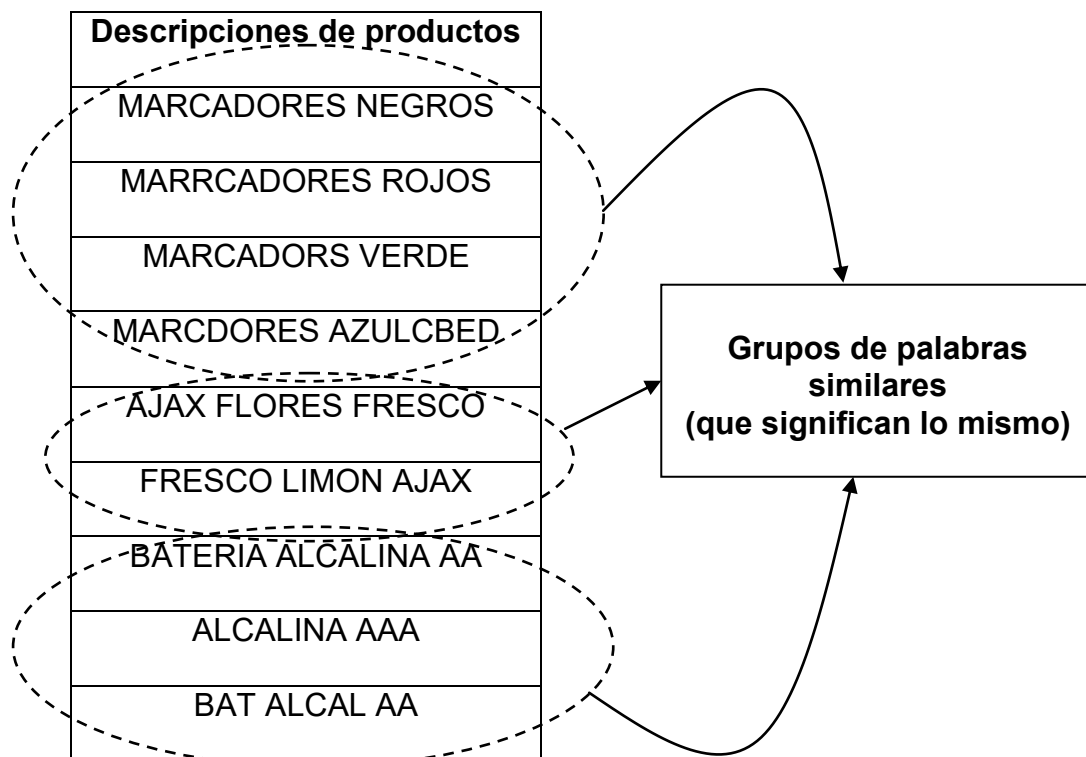 Descripciones de productos
MARCADORES NEGROS
MARRCADORES ROJOS
MARCADORS VERDE
MARCDORES AZULCBED
AJAX FLORES FRESCO
FRESCO LIMON AJAX
BATERIA ALCALINA AA
ALCALINA AAA
BAT ALCAL AA
Grupos de palabras
similares
(que significan lo mismo)